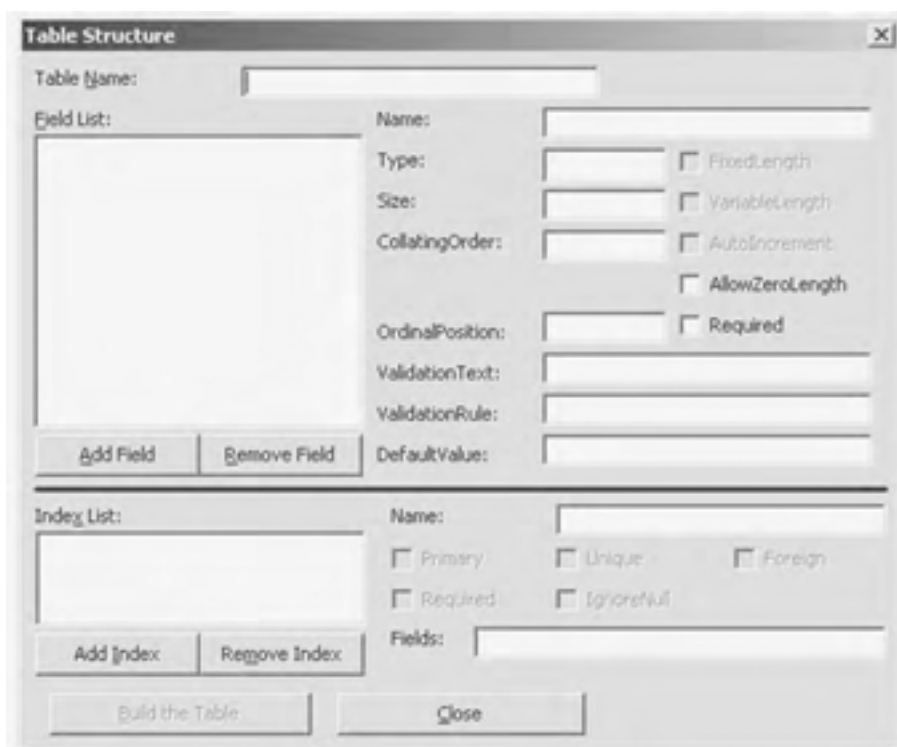 Table Structure
Table Name:
Field List:
Name:
Type:
FixedLength
Size:
VariableLength
CollatingOrder:
AutoIncrement
AllowZeroLength
OrdinalPosition:
Required
ValidationText:
ValidationRule:
Add Field
Remove Field
DefaultValue:
Index List:
Name:
Primary
Unique
Foreign
Required
IgnoreNull
Add Index
Remove Index
Fields:
Build the Table
Close